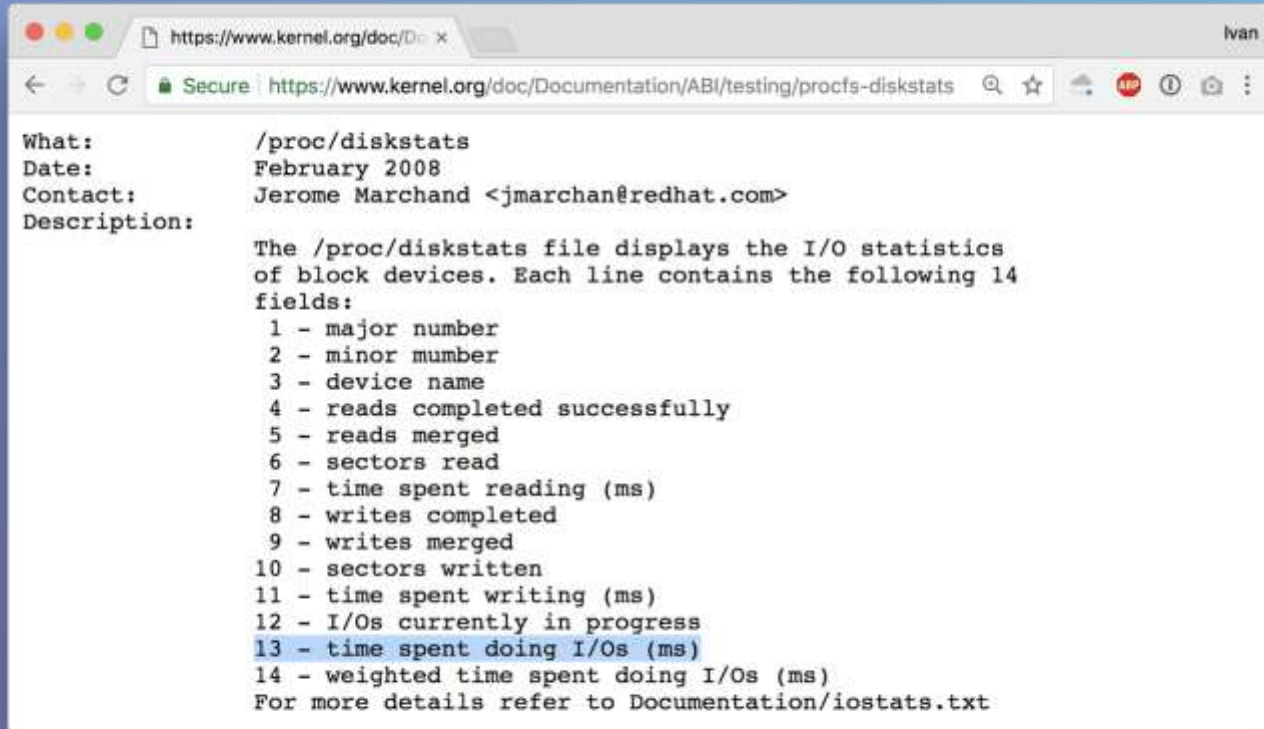 https://www.kernel.org/doc/Do ×
Ivan
Secure https://www.kernel.org/doc/Documentation/ABI/testing/procfs-diskstats
ABP
What: /proc/diskstats
Date: February 2008
Contact: Jerome Marchand <jmarchan@redhat.com>
Description:
The /proc/diskstats file displays the I/O statistics
of block devices. Each line contains the following 14
fields:
1 - major number
2 - minor mumber
3 - device name
4 - reads completed successfully
5 - reads merged
6 - sectors read
7 - time spent reading (ms)
8 - writes completed
9 - writes merged
10 - sectors written
11 - time spent writing (ms)
12 - I/Os currently in progress
13 - time spent doing I/Os (ms)
14 - weighted time spent doing I/Os (ms)
For more details refer to Documentation/iostats.txt